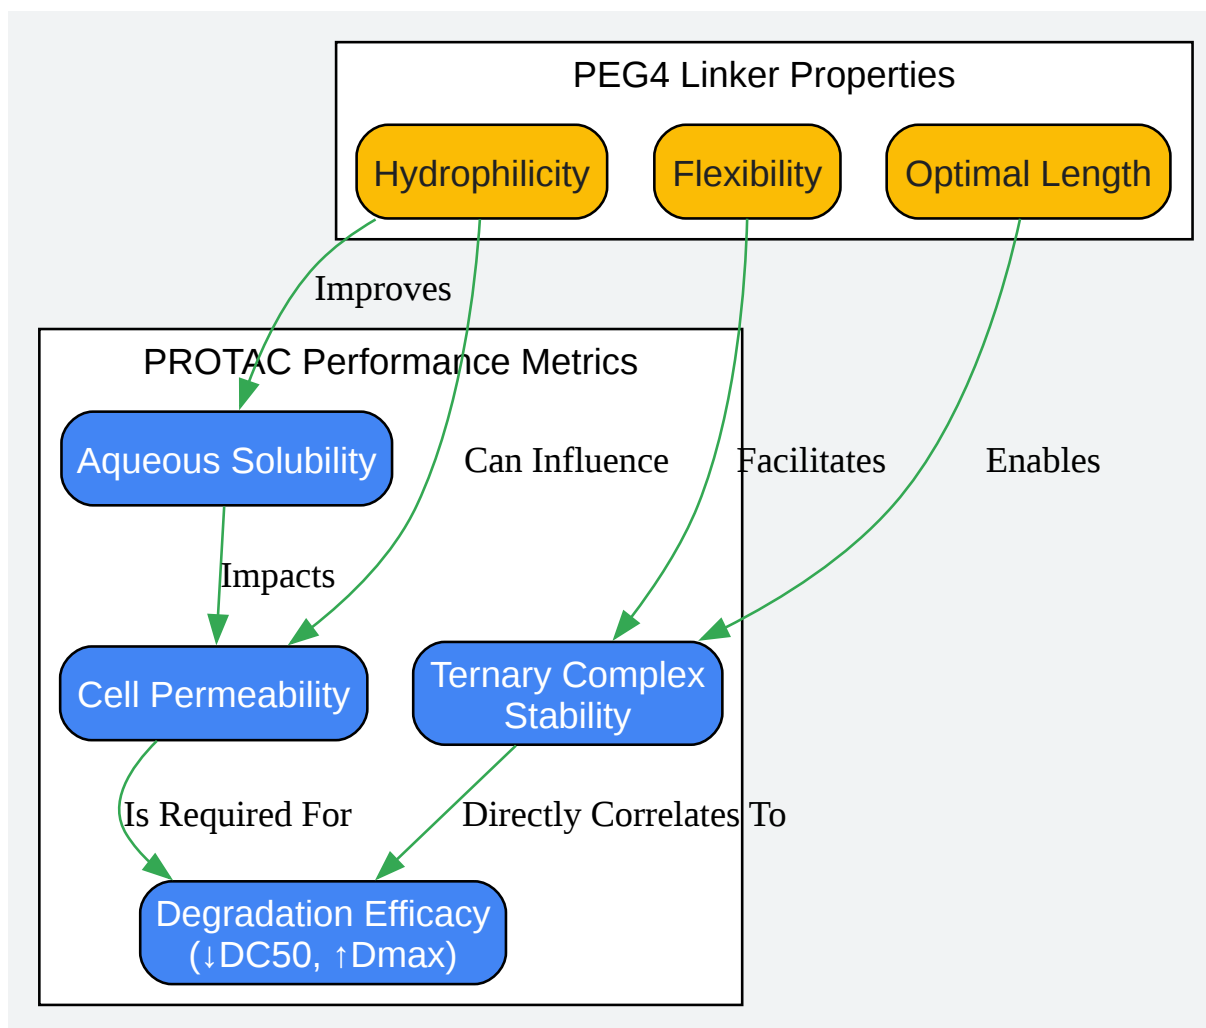 PEG4 Linker Properties
Hydrophilicity
Flexibility
Optimal Length
Improves
PROTAC Performance Metrics
Aqueous Solubility
Can Influence
Facilitates
Enables
Impacts
Cell Permeability
Ternary Complex
Stability
Is Required For
Directly Correlates To
Degradation Efficacy
(↓DC50, ↑Dmax)